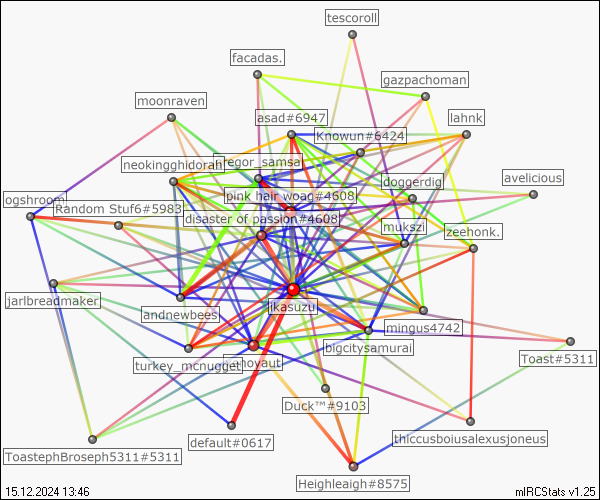 tescoroll
facadas.
gazpachoman
moonraven
asad#6947
lahnk
Knowun#6424
neokingghidorah
gregor_samsa
doggerdig
avelicious
pink hair woag#4608
ogshroom
Random Stuf6#5983
disaster of passion#4608
mukszi
zeehonk.
jarlbreadmaker
andnewbees
ikasuzu
mingus4742
bigcitysamurai
Toast#5311
turkey_mcnugget
Duck™#9103
default#0617
thiccusboiusalexusjoneus
ToastephBroseph5311#5311
Heighleaigh#8575
15.12.2024 13:46
mIRCStats v1.25